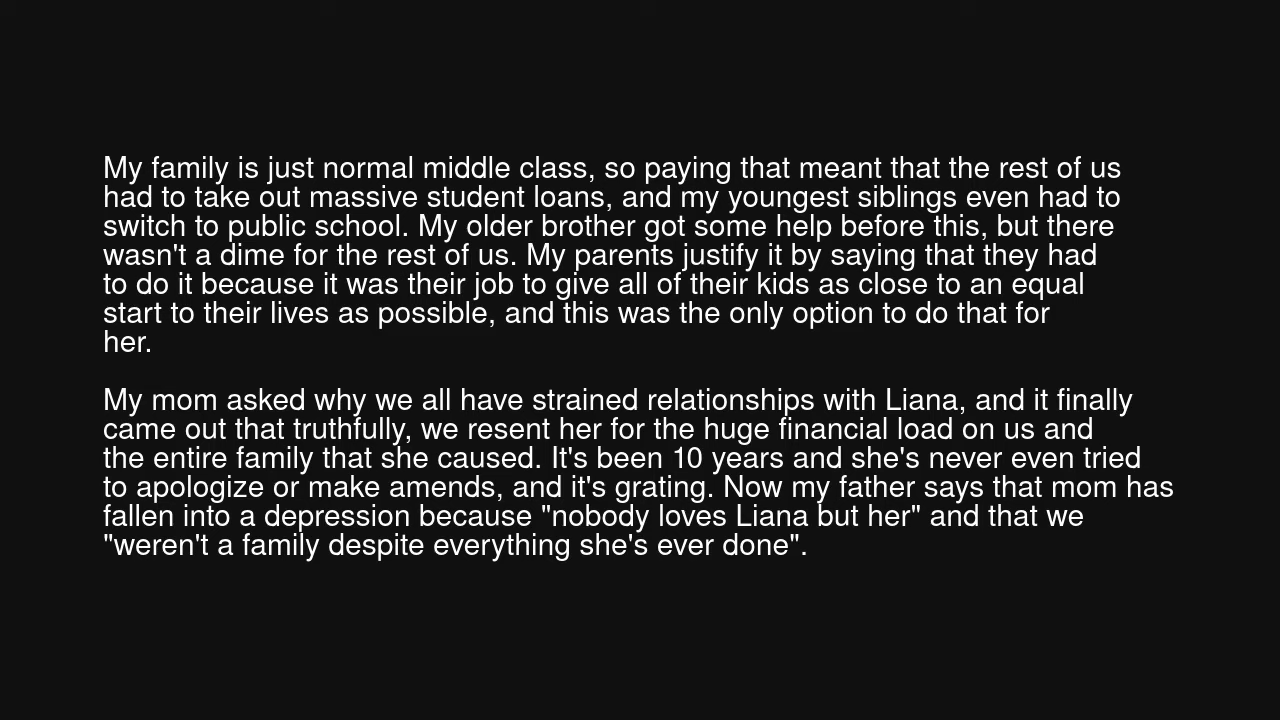 My family is just normal middle class, so paying that meant that the rest of us
had to take out massive student loans, and my youngest siblings even had to
switch to public school. My older brother got some help before this, but there
wasn't a dime for the rest of us. My parents justify it by saying that they had
to do it because it was their job to give all of their kids as close to an equal
start to their lives as possible, and this was the only option to do that for
her.

My mom asked why we all have strained relationships with Liana, and it finally
came out that truthfully, we resent her for the huge financial load on us and
the entire family that she caused. It's been 10 years and she's never even tried
to apologize or make amends, and it's grating. Now my father says that mom has
fallen into a depression because "nobody loves Liana but her" and that we
"weren't a family despite everything she's ever done".